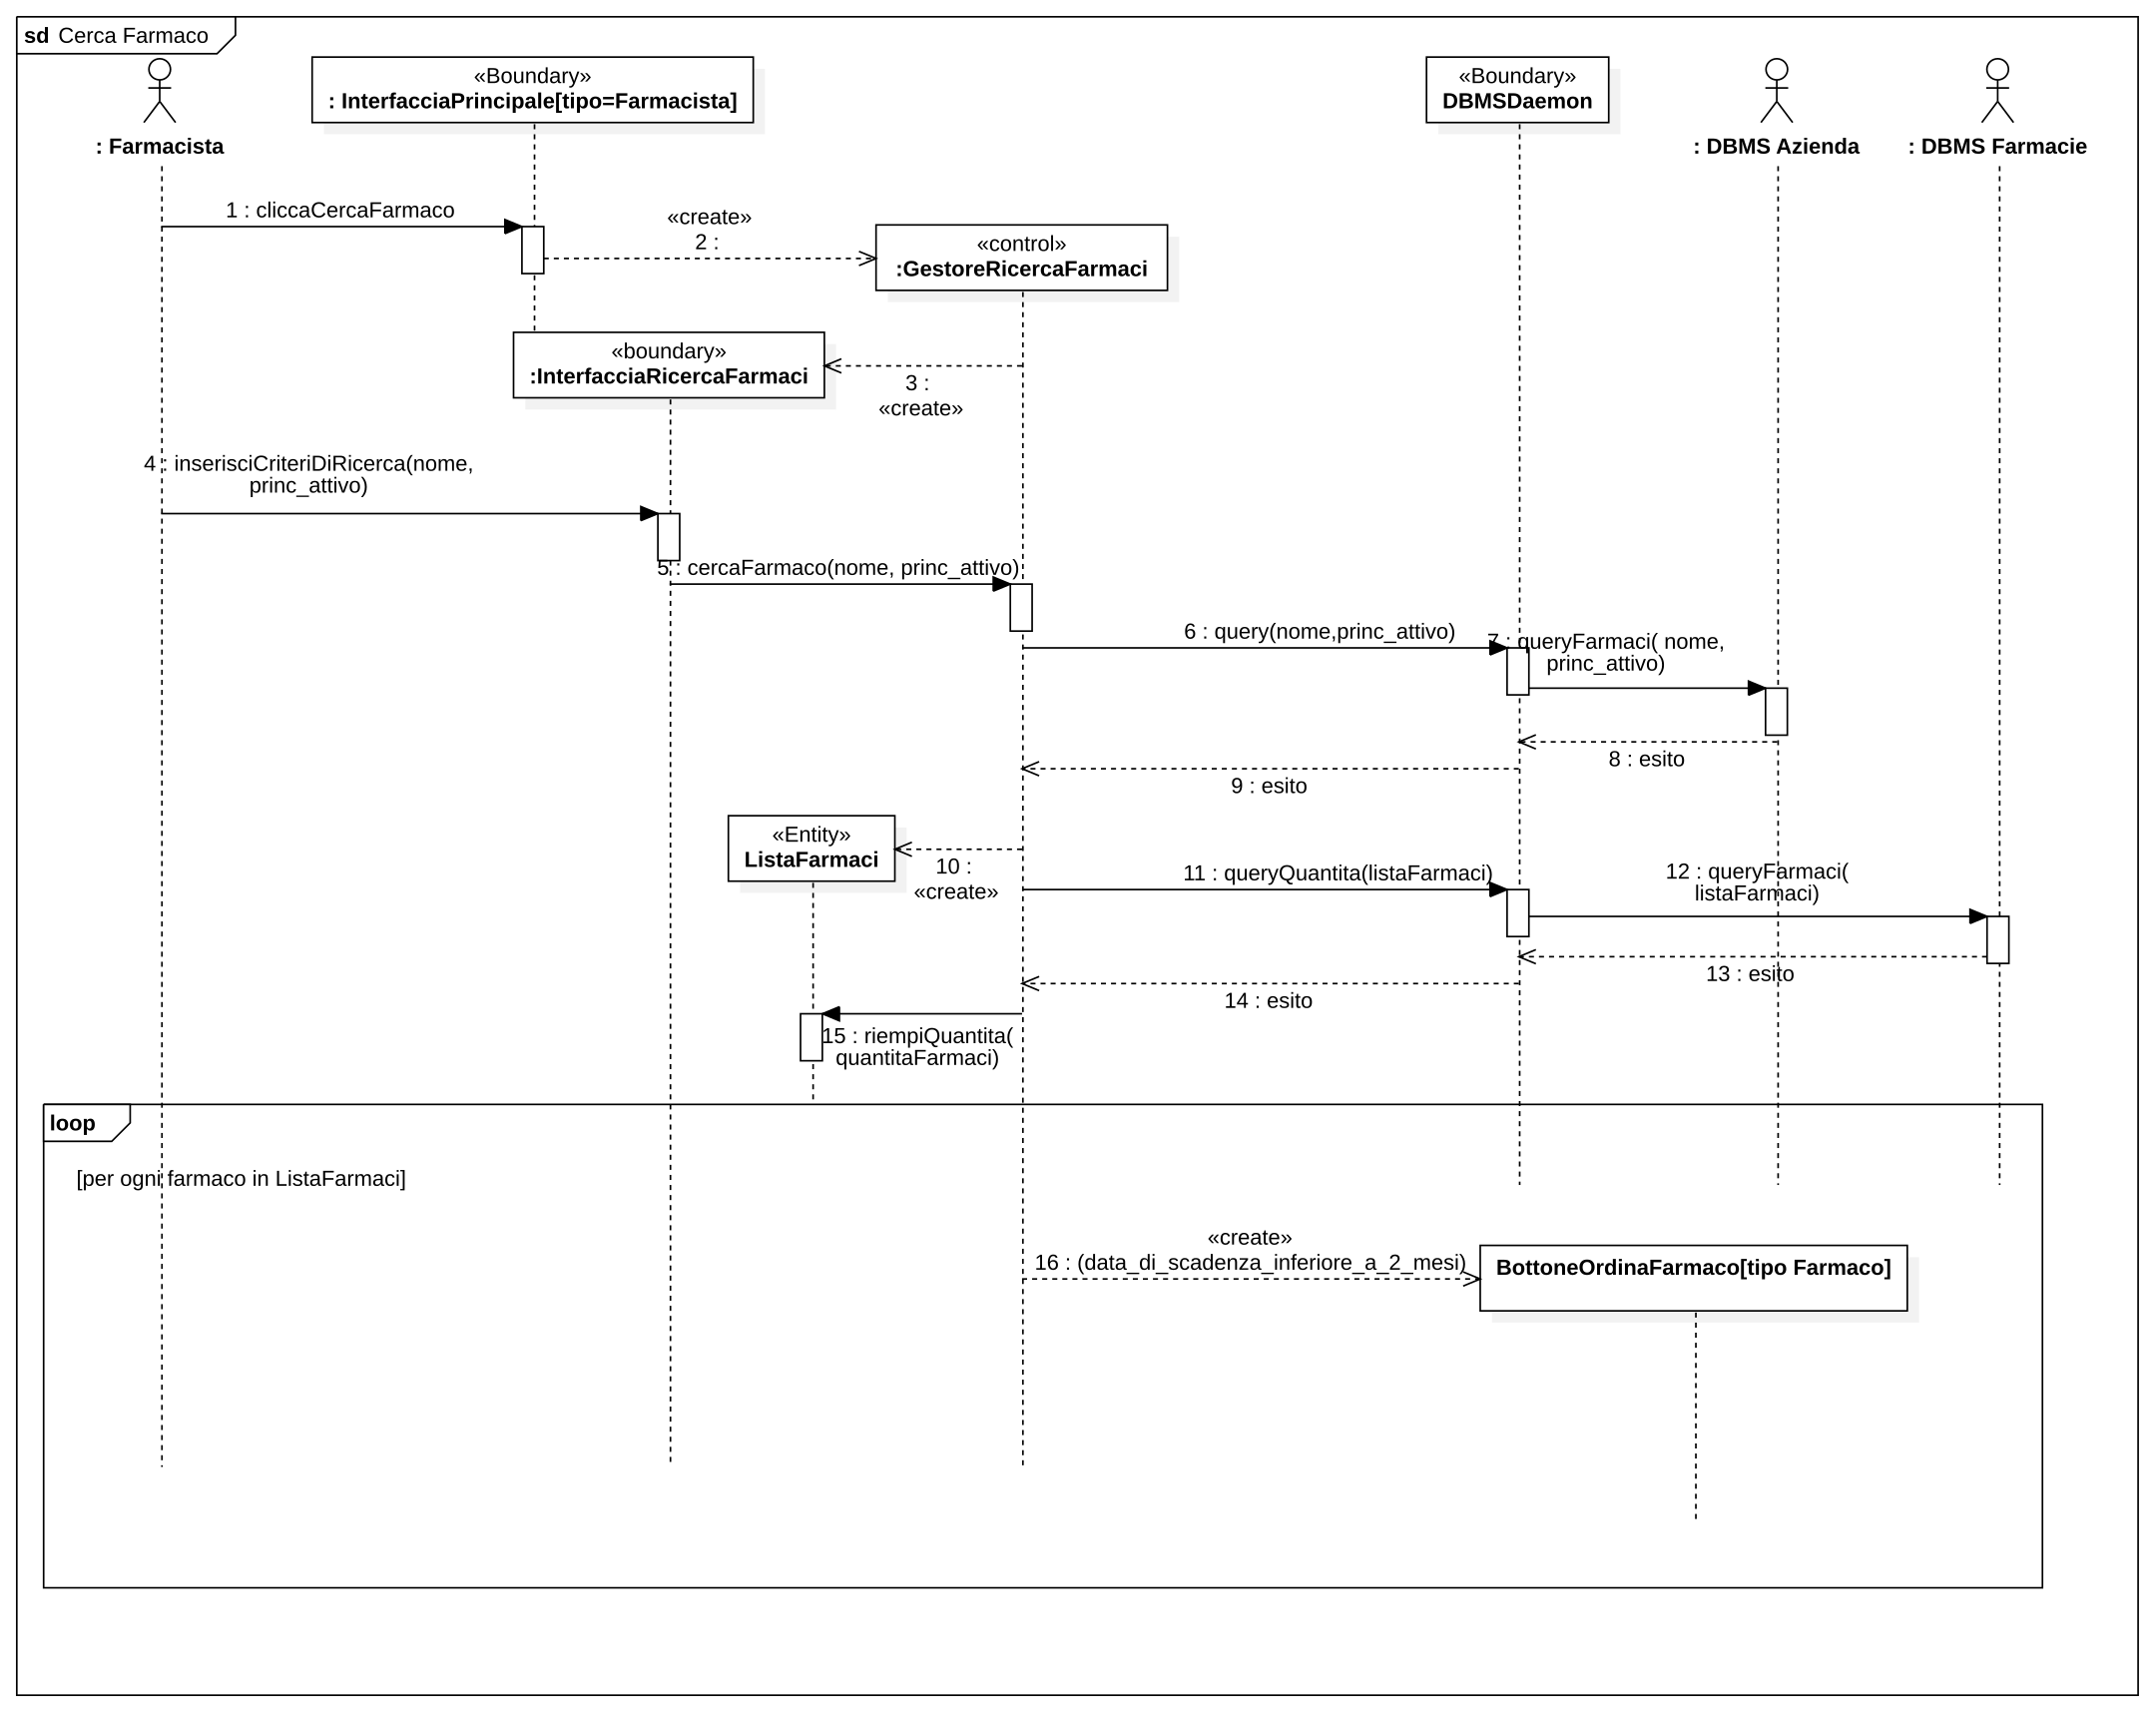 sd Cerca Farmaco
«Boundary»
: InterfacciaPrincipale[tipo=Farmacista]
«Boundary»
DBMSDaemon
: Farmacista
: DBMS Azienda
: DBMS Farmacie
1 : cliccaCercaFarmaco
«create»
2 :
«control»
:GestoreRicercaFarmaci
«boundary»
:InterfacciaRicercaFarmaci
3 :
«create»
4 : inserisciCriteriDiRicerca(nome,
princ_attivo)
5 : cercaFarmaco(nome, princ_attivo)
6 : query(nome,princ_attivo)
7 : queryFarmaci( nome,
princ_attivo)
8 : esito
9 : esito
«Entity»
ListaFarmaci
10 :
«create»
11 : queryQuantita(listaFarmaci)
12 : queryFarmaci(
listaFarmaci)
13 : esito
14 : esito
15 : riempiQuantita(
quantitaFarmaci)
loop
[per ogni farmaco in ListaFarmaci]
«create»
16 : (data_di_scadenza_inferiore_a_2_mesi)
BottoneOrdinaFarmaco[tipo Farmaco]